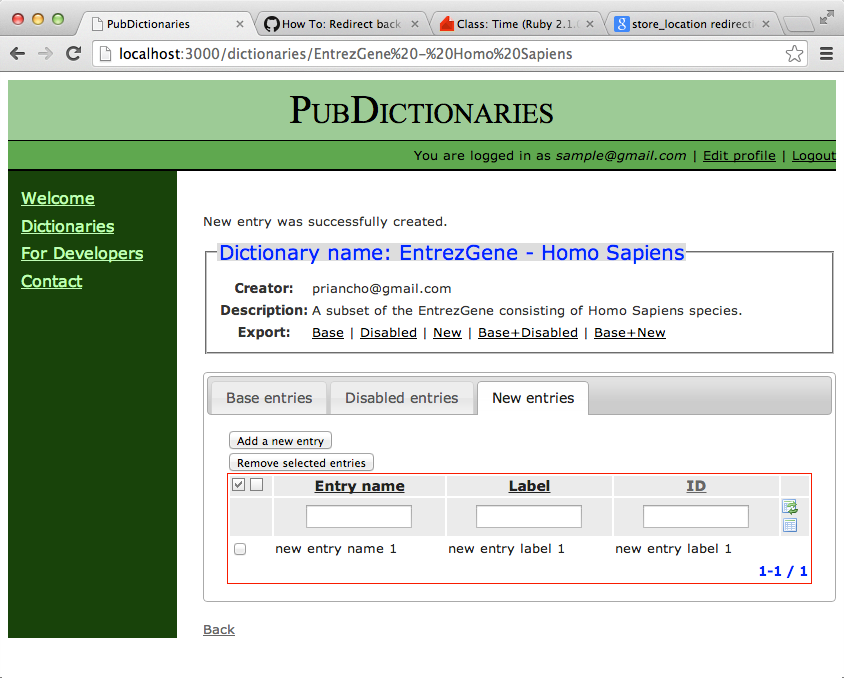 PubDictionaries
How To: Redirect back
Class: Time (Ruby 2.1.
store_location redirect
localhost:3000/dictionaries/EntrezGene%20-%20Homo%20Sapiens
PubDictionaries
You are logged in as sample@gmail.com | Edit profile | Logout
Welcome
Dictionaries
For Developers
Contact
New entry was successfully created.
Dictionary name: EntrezGene - Homo Sapiens
Creator: priancho@gmail.com
Description: A subset of the EntrezGene consisting of Homo Sapiens species.
Export: Base | Disabled | New | Base+Disabled | Base+New
Base entries Disabled entries New entries
Add a new entry
Remove selected entries
Entry name Label ID
new entry name 1 new entry label 1 new entry label 1
1-1 / 1
Back